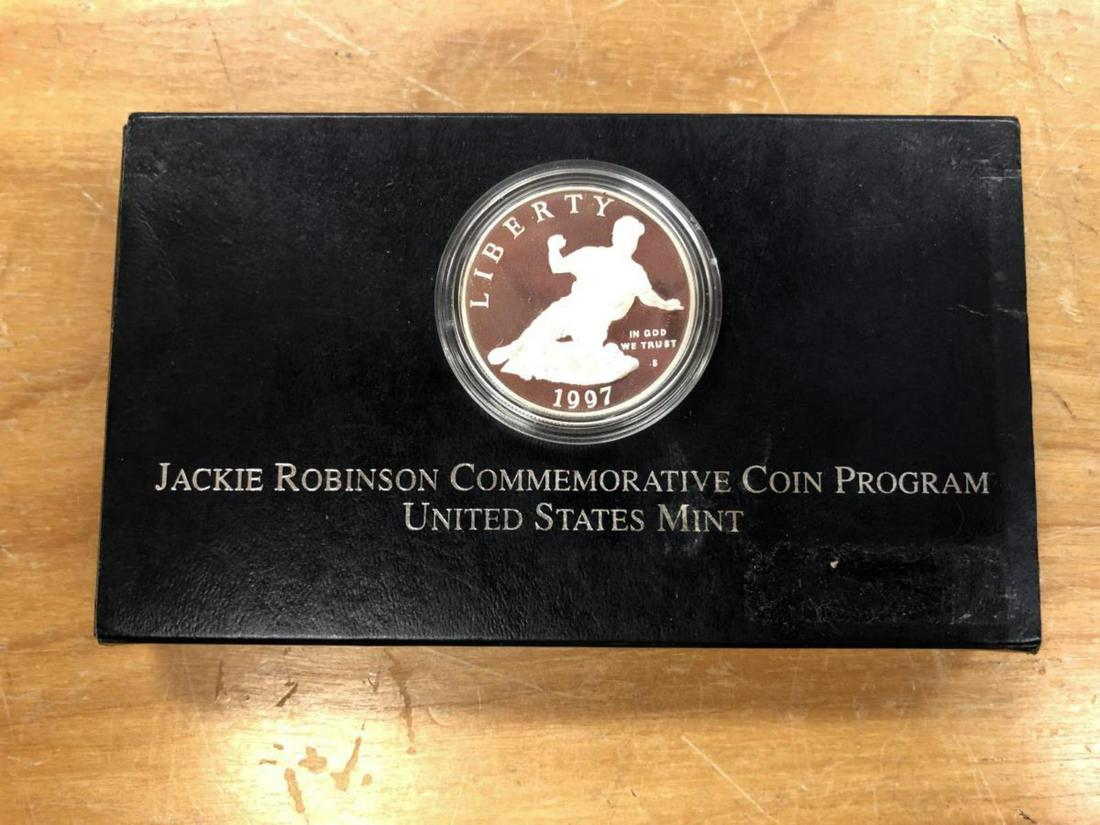 LIBERTY
IN GOD
WE TRUST
S
1997
JACKIE ROBINSON COMMEMORATIVE COIN PROGRAM
UNITED STATES MINT